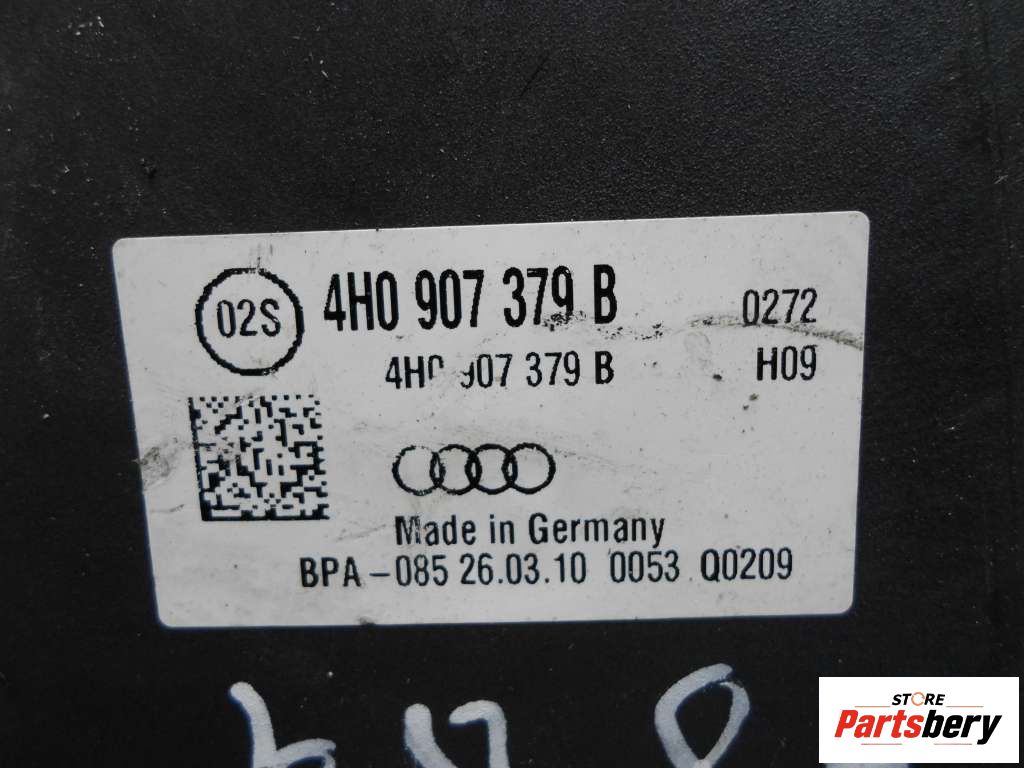 02S 4H0 907 379 B 0272
4H0 907 379 B H09
Made in Germany
BPA-085 26.03.10 0053 Q0209
STORE
Partsbery